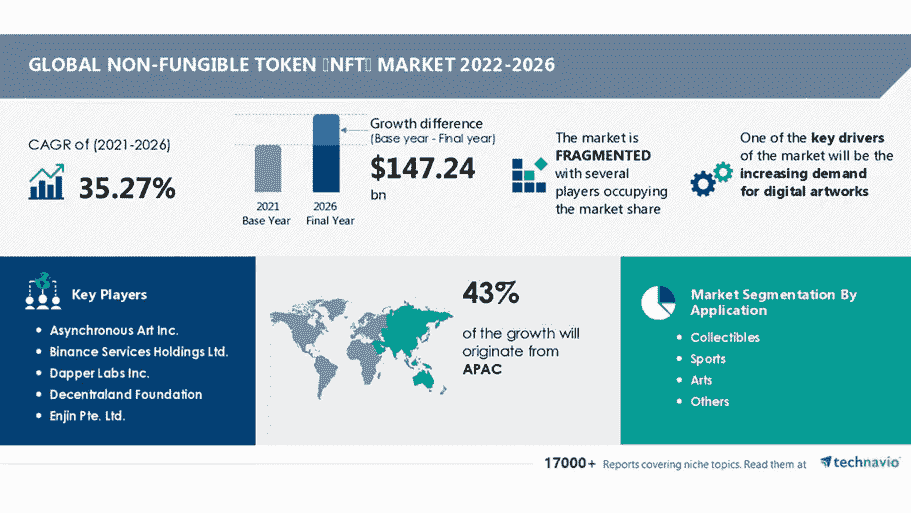 GLOBAL NON-FUNGIBLE TOKEN ▯NFT▯ MARKET 2022-2026
CAGR of (2021-2026)
35.27%
2021
Base Year
2026
Final Year
Growth difference
(Base year - Final year)
$147.24
bn
The market is
FRAGMENTED
with several
players occupying
the market share
One of the key drivers
of the market will be the
increasing demand
for digital artworks
Key Players
• Asynchronous Art Inc.
• Binance Services Holdings Ltd.
• Dapper Labs Inc.
• Decentraland Foundation
• Enjin Pte. Ltd.
43%
of the growth will
originate from
APAC
Market Segmentation By
Application
• Collectibles
• Sports
• Arts
• Others
17000+ Reports covering niche topics. Read them at technavio